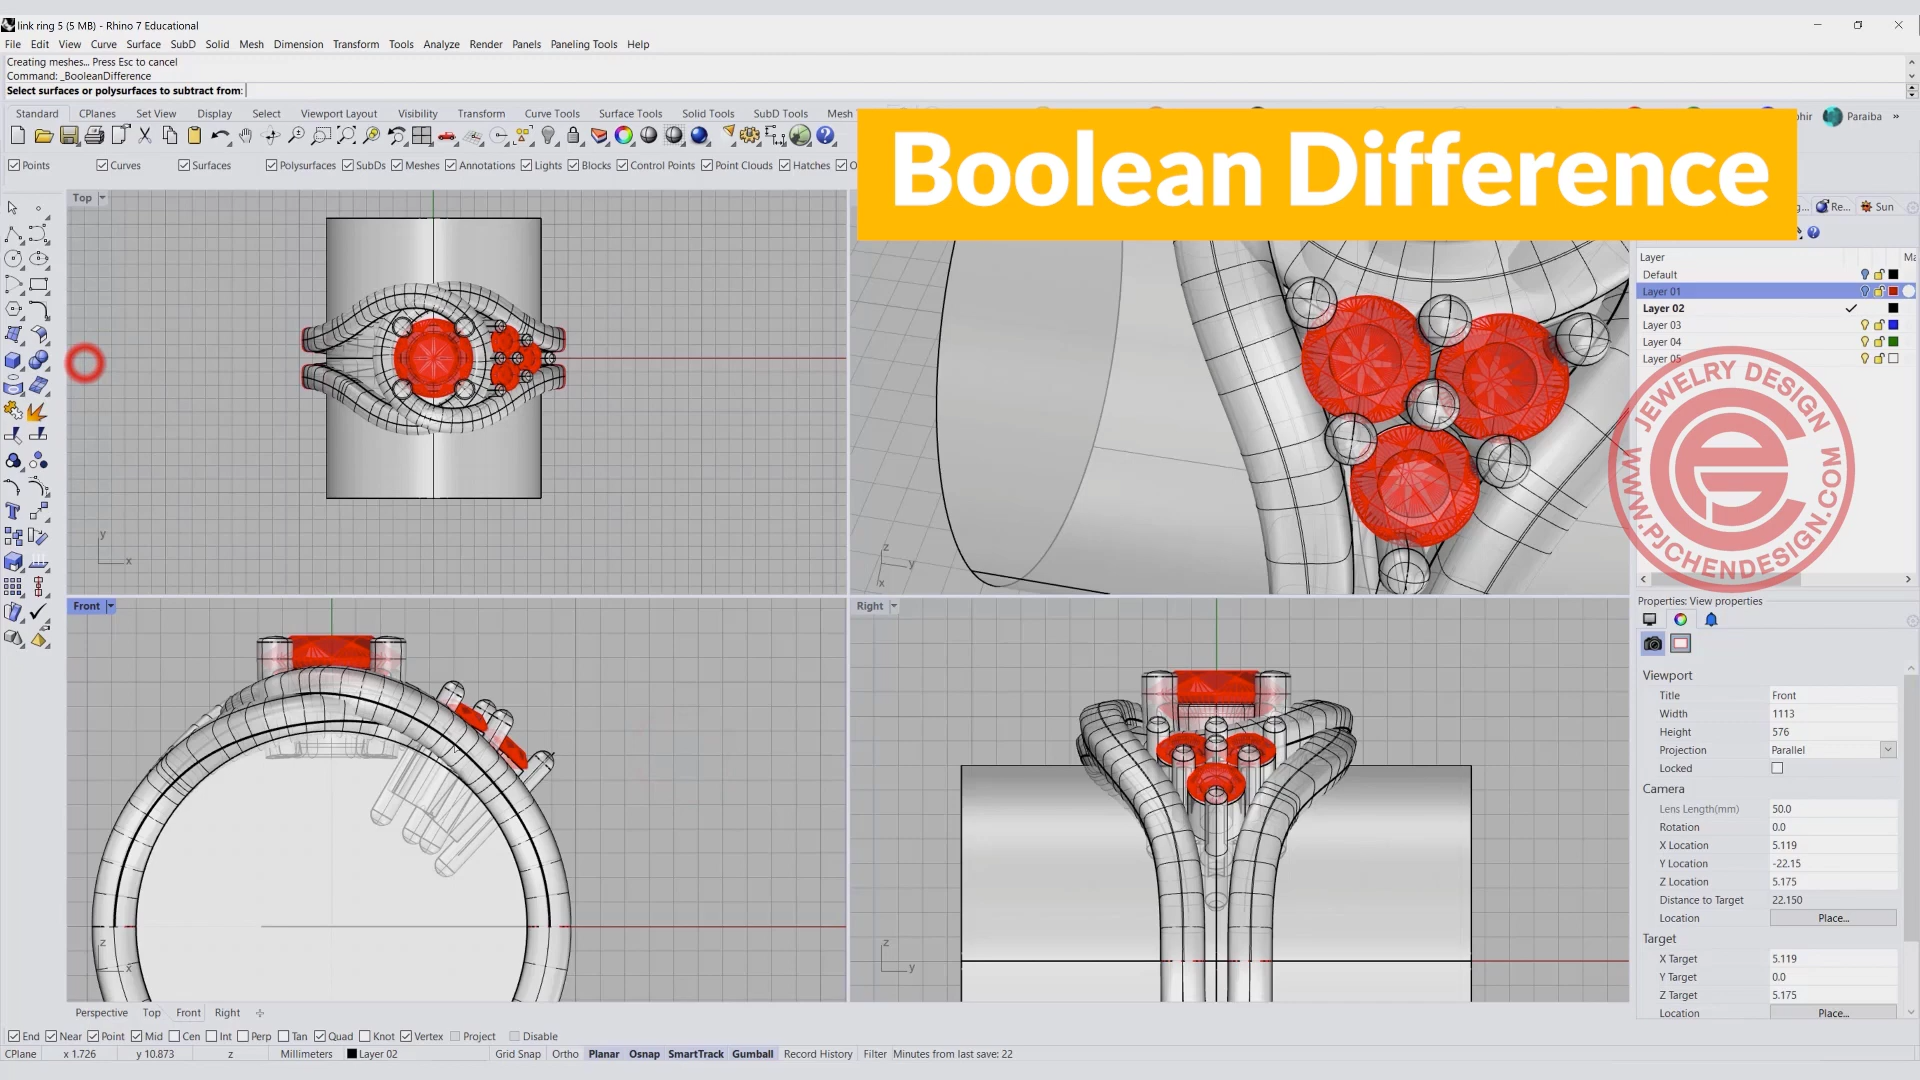 link ring 5 (5 MB) - Rhino 7 Educational
File Edit View Curve Surface SubD Solid Mesh Dimension Transform Tools Analyze Render Panels Paneling Tools Help
Creating meshes... Press Esc to cancel
Command: _BooleanDifference
Select surfaces or polysurfaces to subtract from:
Standard CPlanes Set View Display Select Viewport Layout Visibility Transform Curve Tools Surface Tools Solid Tools SubD Tools Mesh
Boolean Difference
Paraiba »
Points Curves Surfaces Polysurfaces SubDs Meshes Annotations Lights Blocks Control Points Point Clouds Hatches
Top
Re... Sun
Layer
Default
Layer 01
Layer 02
Layer 03
Layer 04
Layer 05
JEWELRY DESIGN
WWW.PJCHENDESIGN.COM
y
x
z
y
x
Front
Right
z
x
z
y
Properties: View properties
Viewport
Title Front
Width 1113
Height 576
Projection Parallel
Locked
Camera
Lens Length(mm) 50.0
Rotation 0.0
X Location 5.119
Y Location -22.15
Z Location 5.175
Distance to Target 22.150
Location Place...
Target
X Target 5.119
Y Target 0.0
Z Target 5.175
Location Place...
Perspective Top Front Right
End Near Point Mid Cen Int Perp Tan Quad Knot Vertex Project Disable
CPlane x 1.726 y 10.873 z Millimeters Layer 02 Grid Snap Ortho Planar Osnap SmartTrack Gumball Record History Filter Minutes from last save: 22